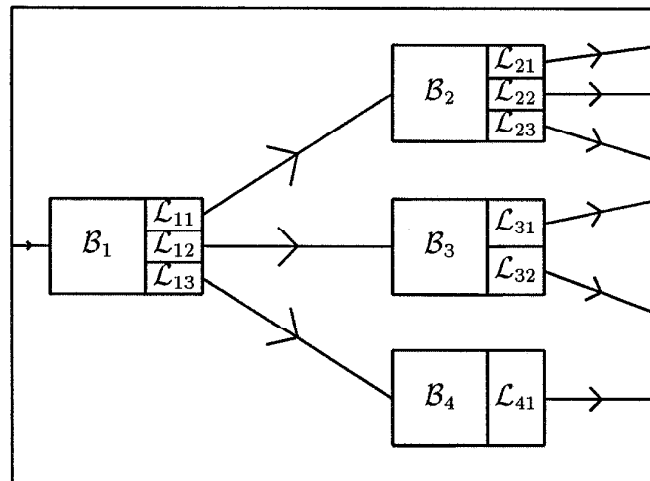 ℬ₂ ℒ₂₁
ℒ₂₂
ℒ₂₃
ℬ₁ ℒ₁₁
ℒ₁₂
ℒ₁₃
ℬ₃ ℒ₃₁
ℒ₃₂
ℬ₄ ℒ₄₁